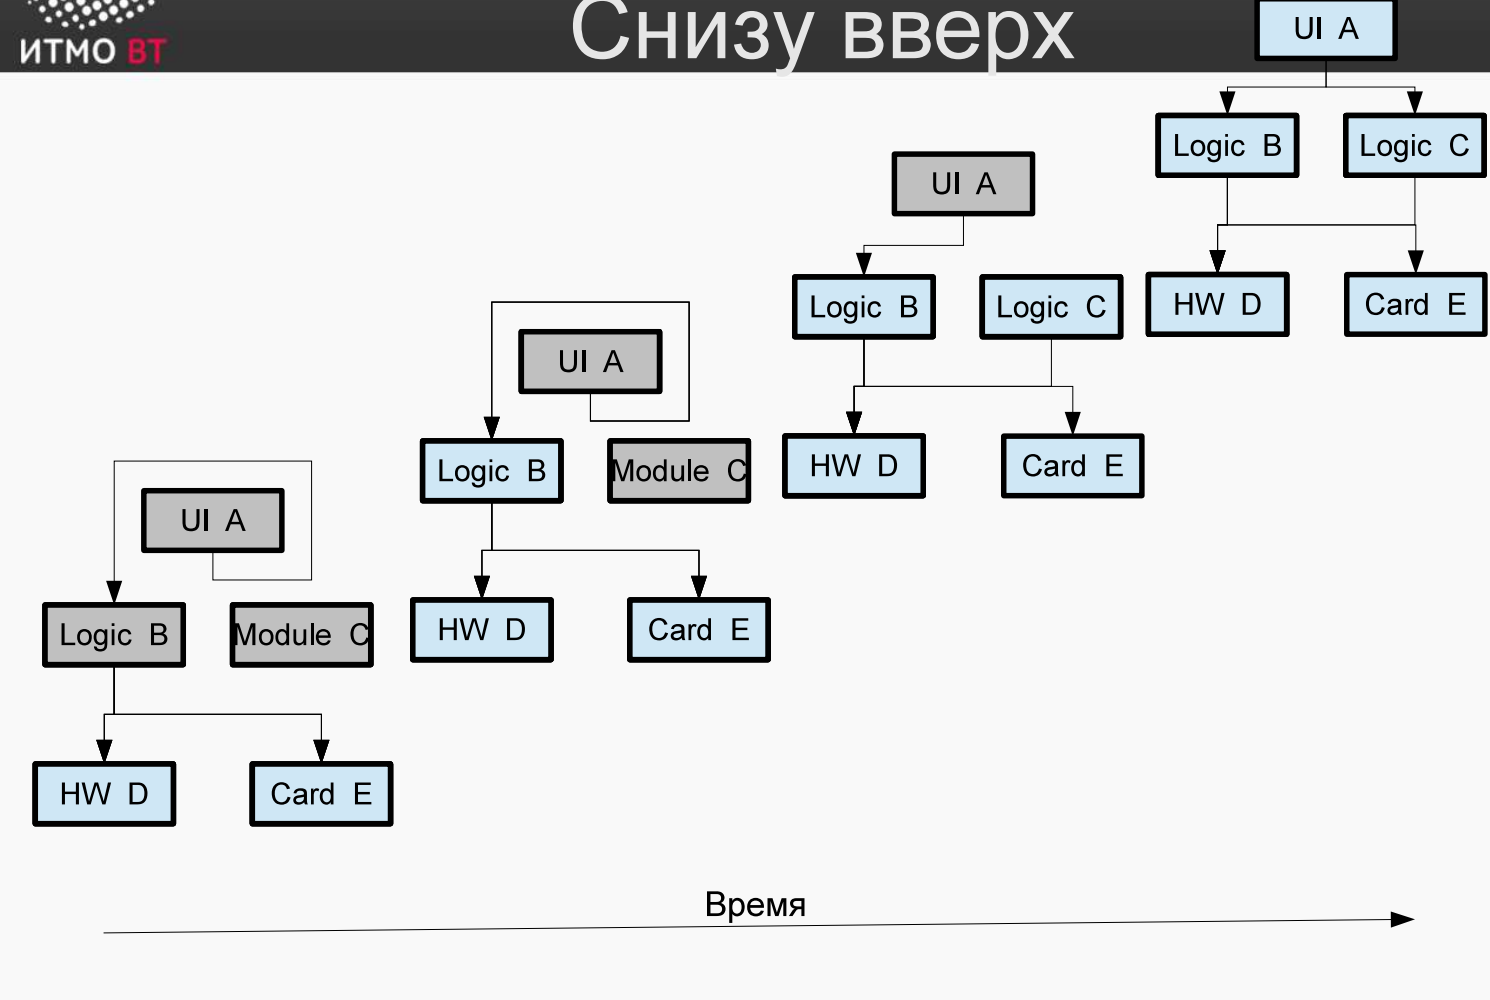 ИТМО ВТ
Снизу вверх
UI A
Logic B
Module C
HW D
Card E
UI A
Logic B
Module C
HW D
Card E
UI A
Logic B
Logic C
HW D
Card E
UI A
Logic B
Logic C
HW D
Card E
Время